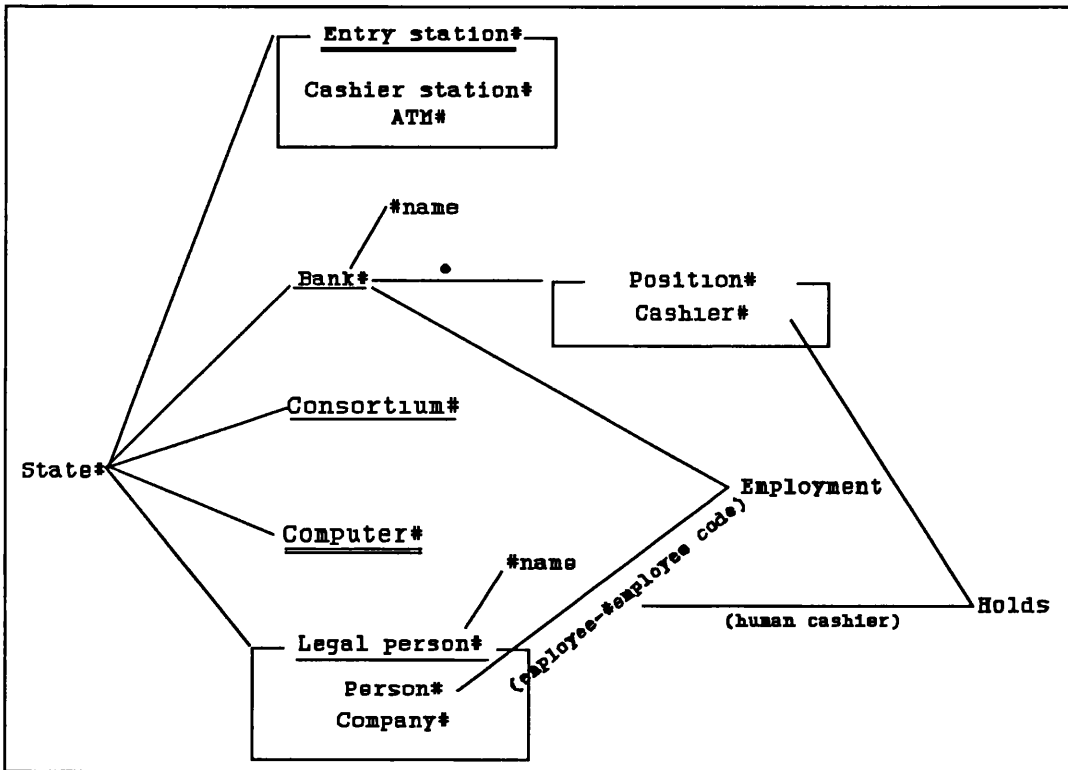 Entry station#
Cashier station#
ATM#
#name
Bank#
Position#
Cashier#
Consortium#
State#
Employment
Computer#
#name
(employee-#employee code)
Holds
(human cashier)
Legal person#
Person#
Company#